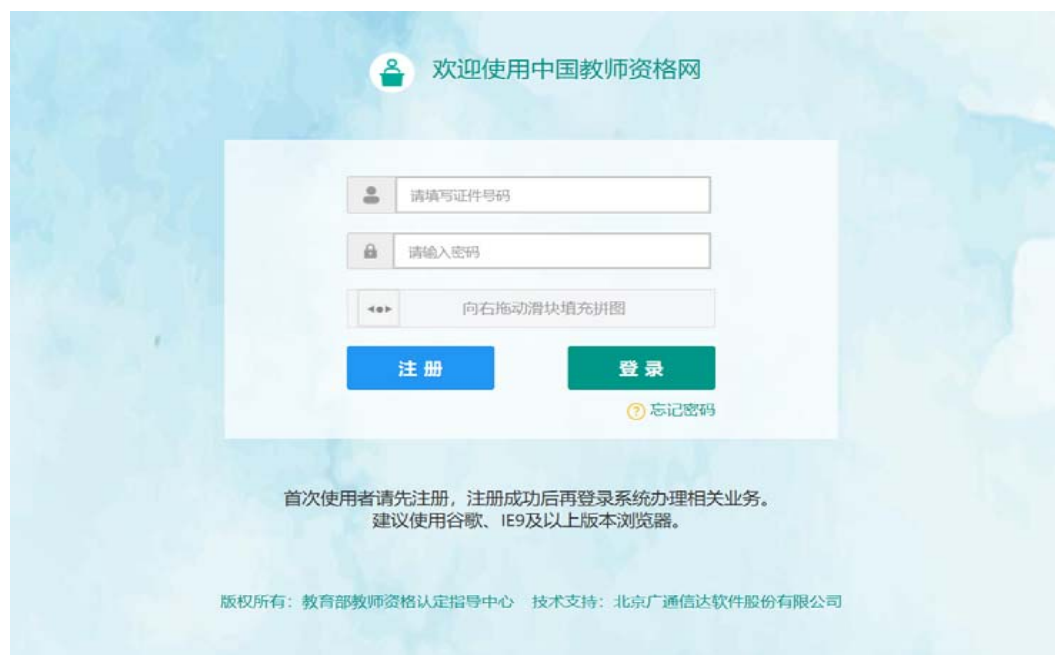 欢迎使用中国教师资格网
请填写证件号码
请输入密码
向右拖动滑块填充拼图
注 册
登 录
? 忘记密码
首次使用者请先注册，注册成功后再登录系统办理相关业务。
建议使用谷歌、IE9及以上版本浏览器。
版权所有：教育部教师资格认定指导中心 技术支持：北京广通信达软件股份有限公司